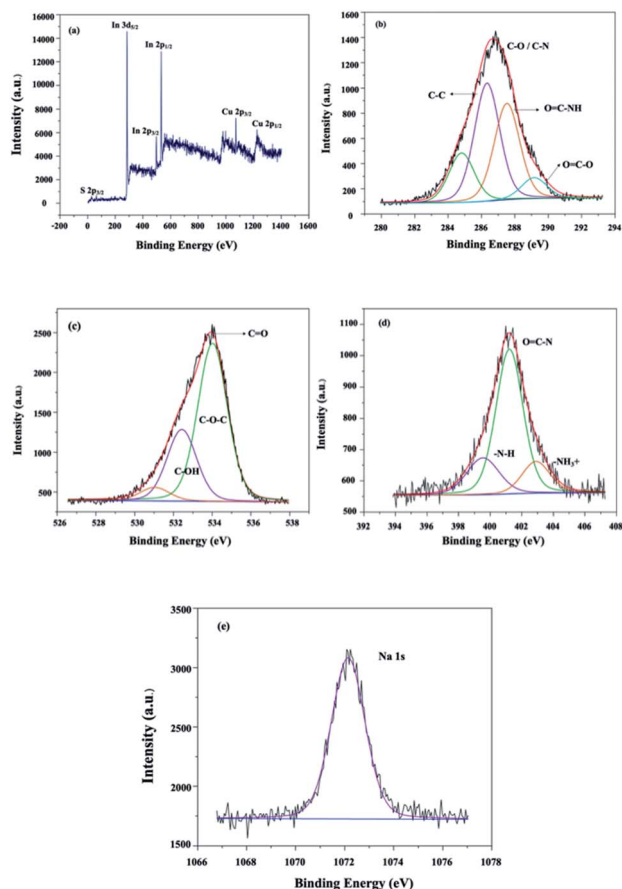 (a)
In 3d5/2
In 2p1/2
In 2p3/2
Cu 2p3/2
Cu 2p1/2
S 2p3/2
16000
14000
12000
10000
8000
6000
4000
2000
0
Intensity (a.u.)
-200 0 200 400 600 800 1000 1200 1400 1600
Binding Energy (eV)
(b)
C-O / C-N
C-C
O=C-NH
O=C-O
1600
1400
1200
1000
800
600
400
200
0
Intensity (a.u.)
280 282 284 286 288 290 292 294
Binding Energy (eV)
(c)
C=O
C-O-C
C-OH
2500
2000
1500
1000
500
Intensity (a.u.)
526 528 530 532 534 536 538
Binding Energy (eV)
(d)
O=C-N
-N-H
-NH3+
1100
1000
900
800
700
600
550
500
Intensity (a.u.)
392 394 396 398 400 402 404 406 408
Binding Energy (eV)
(e)
Na 1s
3500
3000
2500
2000
1500
Intensity (a.u.)
1066 1068 1070 1072 1074 1076 1078
Binding Energy (eV)